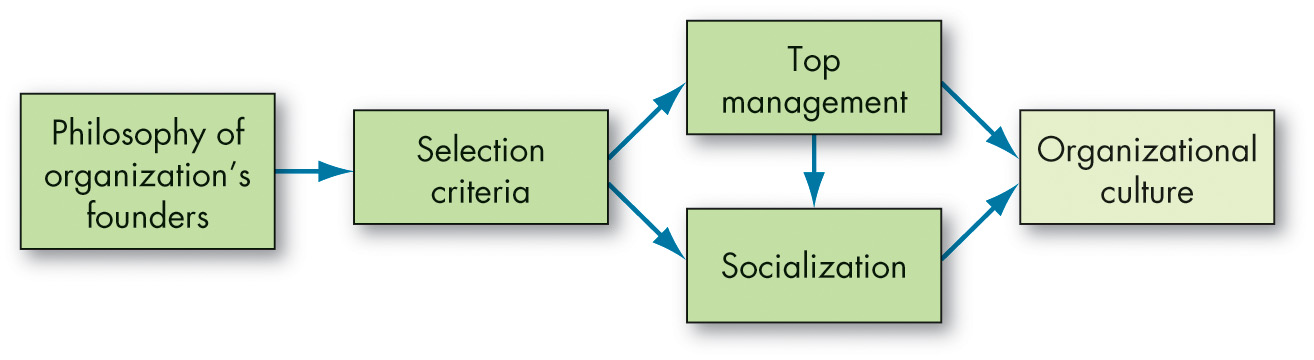 Philosophy of
organization's
founders
Selection
criteria
Top
management
Socialization
Organizational
culture